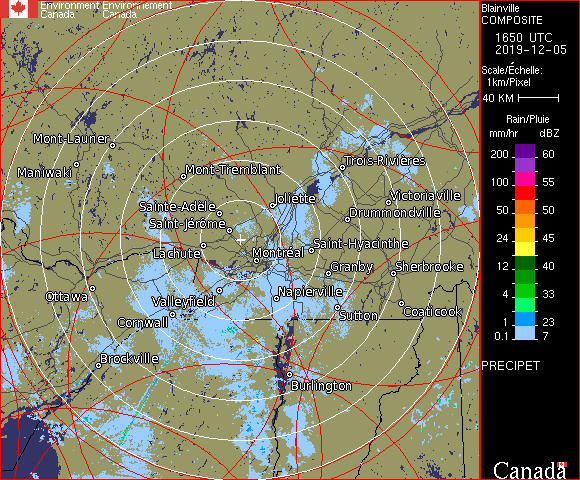 Environment Environnement
Canada Canada
Blainville
COMPOSITE
1650 UTC
2019-12-05
Scale/Échelle:
1km/Pixel
40 KM
Rain/Pluie
mm/hr dBZ
200 60
100 55
50 50
24 45
12 40
4 33
1 23
0.1 7
PRECIPET
Mont-Laurier
Maniwaki
Mont-Tremblant
Trois-Rivières
Joliette
Victoriaville
Sainte-Adèle
Drummondville
Saint-Jérôme
Lachute
Montréal
Saint-Hyacinthe
Granby
Sherbrooke
Ottawa
Valleyfield
Napierville
Cornwall
Sutton
Coaticook
Brockville
Burlington
Canada